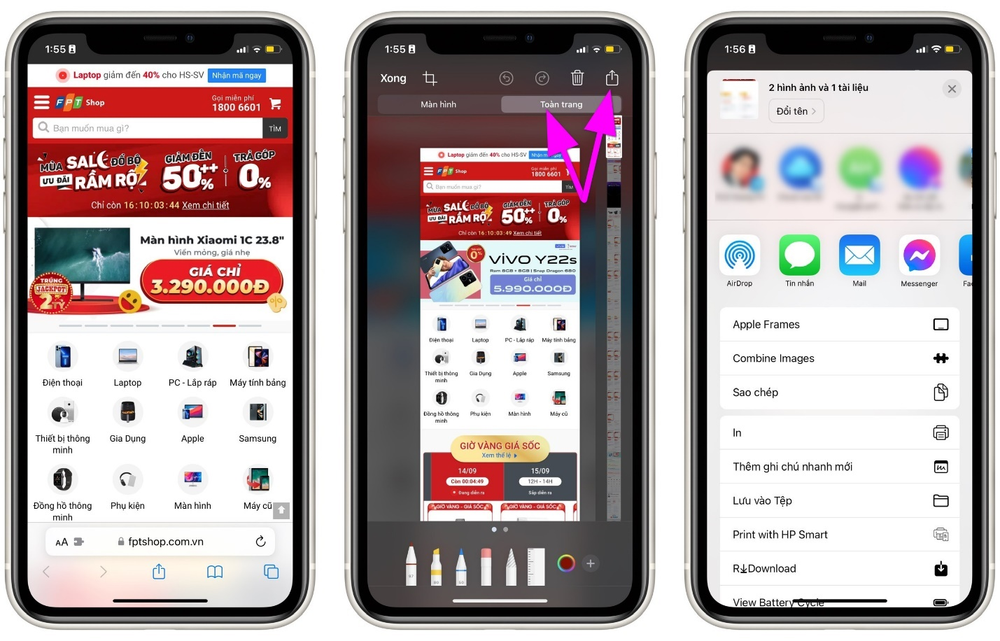 1:55
Laptop giảm đến 40% cho HS-SV Nhận mã ngay
FPT Shop
Gọi miễn phí
1800 6601
Bạn muốn mua gì? TÌM
MÙA SALE ĐỔ BỘ
ƯU ĐÃI RẦM RỘ
GIẢM ĐẾN
50++%
TRẢ GÓP
0%
Chỉ còn 16:10:03:44 Xem chi tiết
Màn hình Xiaomi 1C 23.8"
Viền mỏng, giá nhẹ
GIÁ CHỈ
3.290.000Đ
TRÚNG
JACKPOT
2 TỶ
Điện thoại Laptop PC - Lắp ráp Máy tính bảng
Thiết bị thông minh Gia Dụng Apple Samsung
Đồng hồ thông minh Phụ kiện Màn hình Máy cũ
AA fptshop.com.vn
1:55
Xong
Màn hình Toàn trang
Laptop giảm đến 40% cho HS-SV Nhận m ngay
FPT Shop
Gọi miễn phí
1800 6601
Bạn muốn mua gì? TÌM
MÙA SALE ĐỔ BỘ
ƯU ĐÃI RẦM RỘ
GIẢM ĐẾN
50++%
TRẢ GÓP
0%
Chỉ còn 16:10:03:49 Xem chi tiết
0%
vivo
VIVO Y22s
Ram 8GB + 8GB | Snap Dragon 680
Giá chỉ
5.990.000Đ
Điện thoại Laptop PC - Lắp ráp Máy tính bảng
Thiết bị thông minh Gia Dụng Apple Samsung
Đồng hồ thông minh Phụ kiện Màn hình Máy cũ
GIỜ VÀNG GIÁ SỐC
Xem thể lệ
14/09 15/09
Còn 00:04:49 12H - 14H
Đang diễn ra Sắp diễn ra
GIỜ VÀNG - GIÁ SỐC GIỜ VÀNG - GIÁ SỐC
97 80 50
1:56
2 hình ảnh và 1 tài liệu
Đổi tên
AirDrop Tin nhắn Mail Messenger Fac
Apple Frames
Combine Images
Sao chép
In
Thêm ghi chú nhanh mới
Lưu vào Tệp
Print with HP Smart
R↓Download
View Battery Cycle